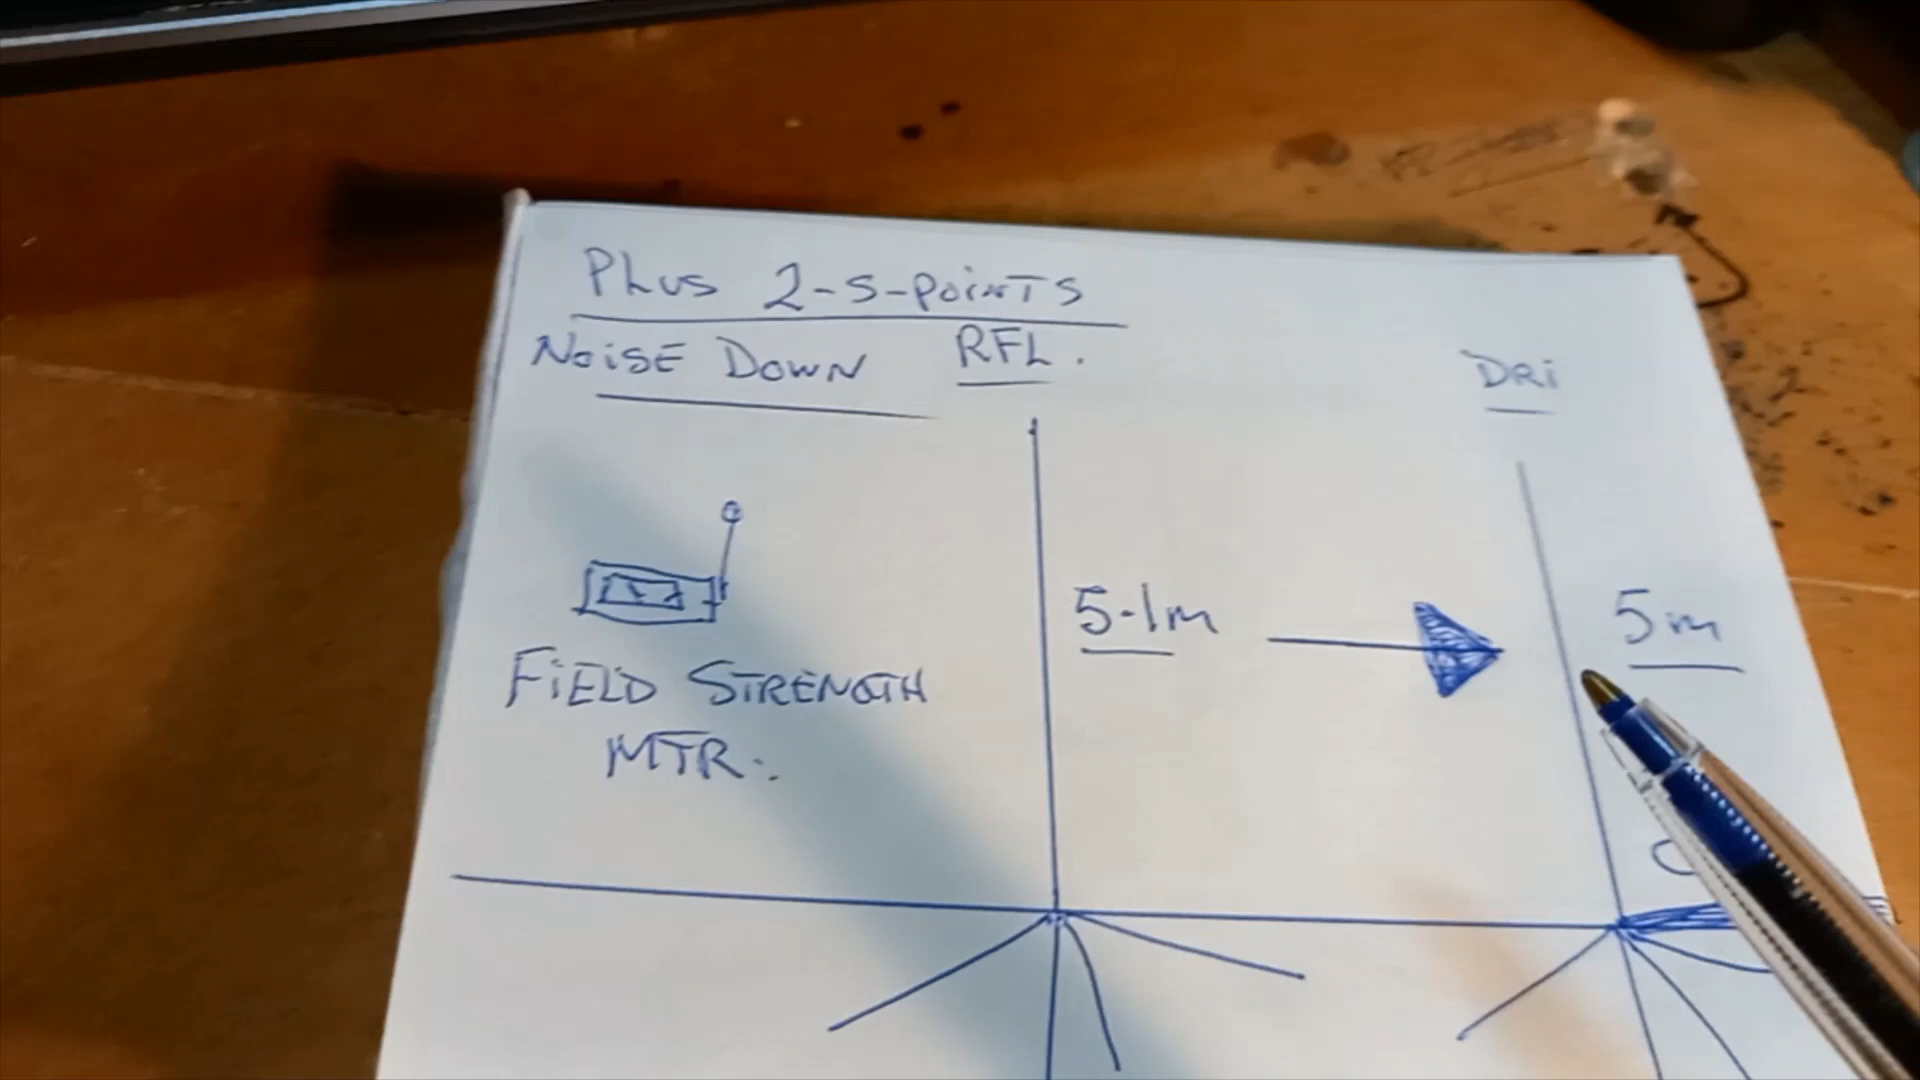 PLUS 2-S-POINTS
NOISE DOWN RFL.
DRI
5.1m
5m
FIELD STRENGTH
MTR.